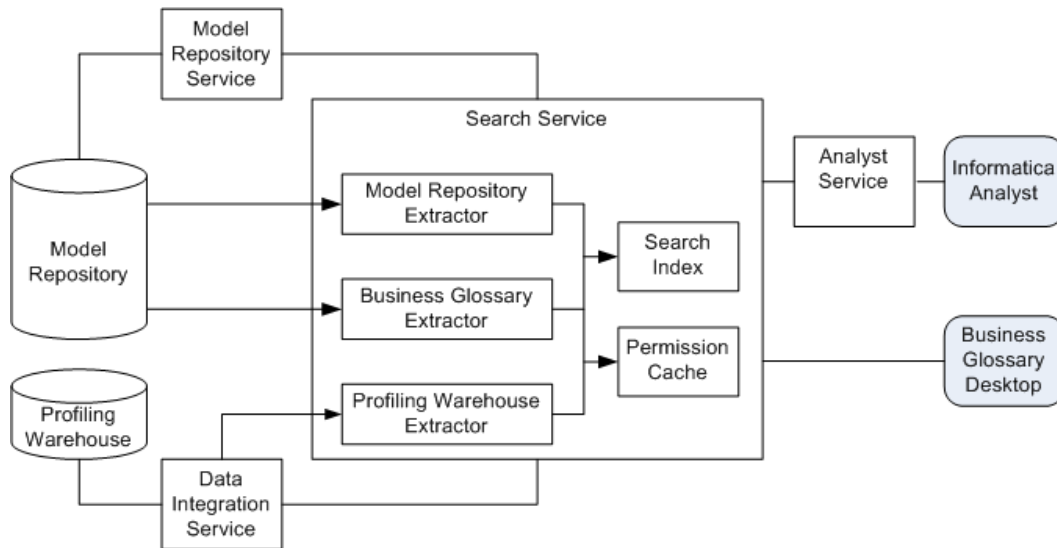 Model
Repository
Service
Search Service
Model Repository
Extractor
Analyst
Service
Informatica
Analyst
Model
Repository
Search
Index
Business Glossary
Extractor
Permission
Cache
Business
Glossary
Desktop
Profiling
Warehouse
Profiling Warehouse
Extractor
Data
Integration
Service